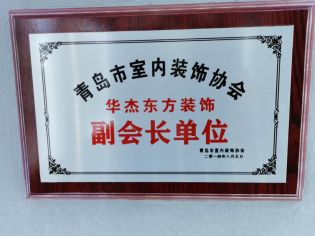 青岛市室内装饰协会
华杰东方装饰
副会长单位
青岛市室内装饰协会
二零一四年八月五日